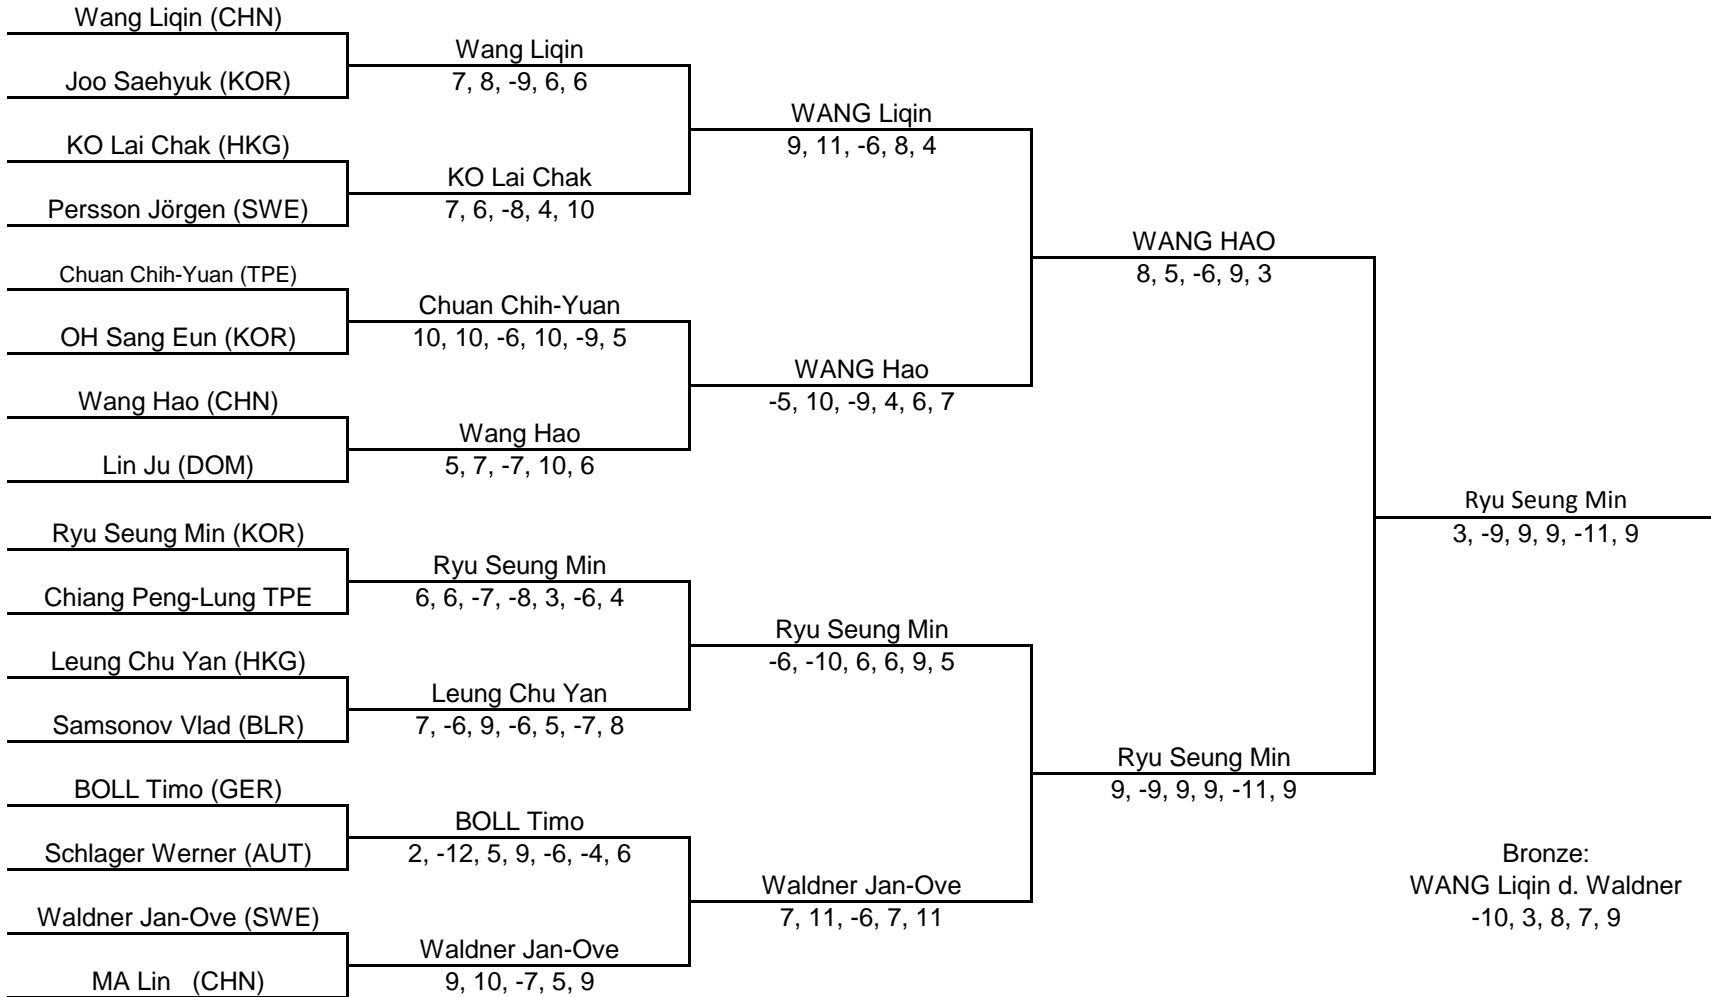 Wang Liqin (CHN)
Joo Saehyuk (KOR)
KO Lai Chak (HKG)
Persson Jörgen (SWE)
Chuan Chih-Yuan (TPE)
OH Sang Eun (KOR)
Wang Hao (CHN)
Lin Ju (DOM)
Ryu Seung Min (KOR)
Chiang Peng-Lung TPE
Leung Chu Yan (HKG)
Samsonov Vlad (BLR)
BOLL Timo (GER)
Schlager Werner (AUT)
Waldner Jan-Ove (SWE)
MA Lin (CHN)
Wang Liqin
7, 8, -9, 6, 6
KO Lai Chak
7, 6, -8, 4, 10
Chuan Chih-Yuan
10, 10, -6, 10, -9, 5
Wang Hao
5, 7, -7, 10, 6
Ryu Seung Min
6, 6, -7, -8, 3, -6, 4
Leung Chu Yan
7, -6, 9, -6, 5, -7, 8
BOLL Timo
2, -12, 5, 9, -6, -4, 6
Waldner Jan-Ove
9, 10, -7, 5, 9
WANG Liqin
9, 11, -6, 8, 4
WANG Hao
-5, 10, -9, 4, 6, 7
Ryu Seung Min
-6, -10, 6, 6, 9, 5
Waldner Jan-Ove
7, 11, -6, 7, 11
WANG HAO
8, 5, -6, 9, 3
Ryu Seung Min
9, -9, 9, 9, -11, 9
Ryu Seung Min
3, -9, 9, 9, -11, 9
Bronze:
WANG Liqin d. Waldner
-10, 3, 8, 7, 9